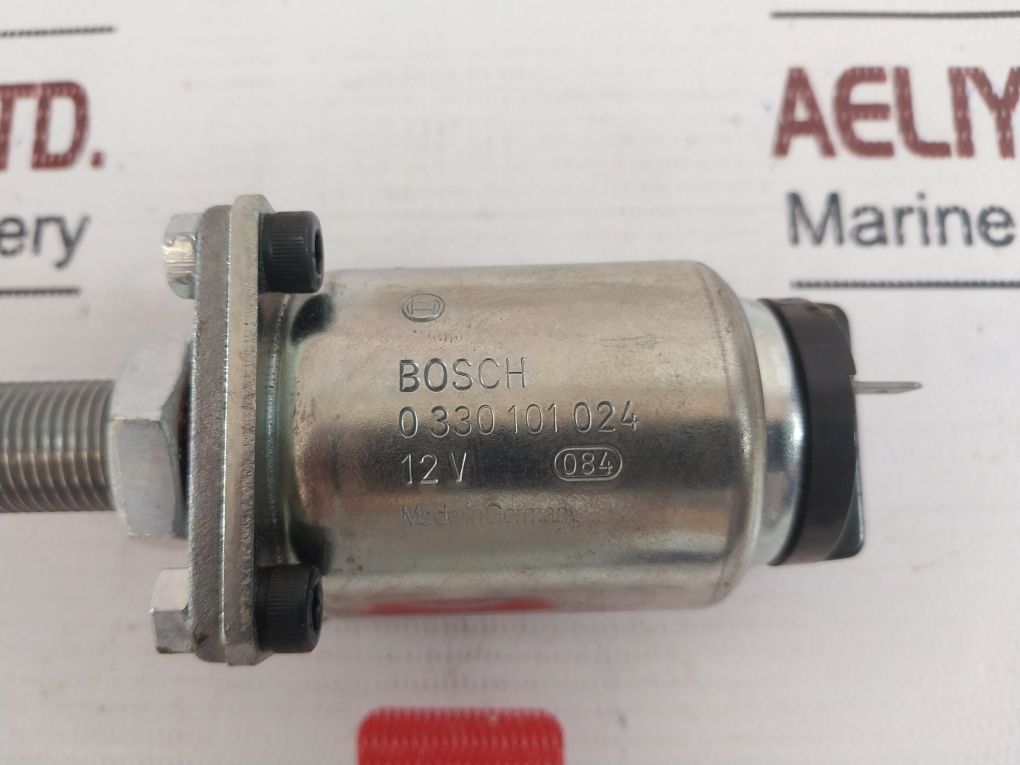 TD.
ery
AELIY
Marine
BOSCH
0 330 101 024
12 V 084
Made in Germany